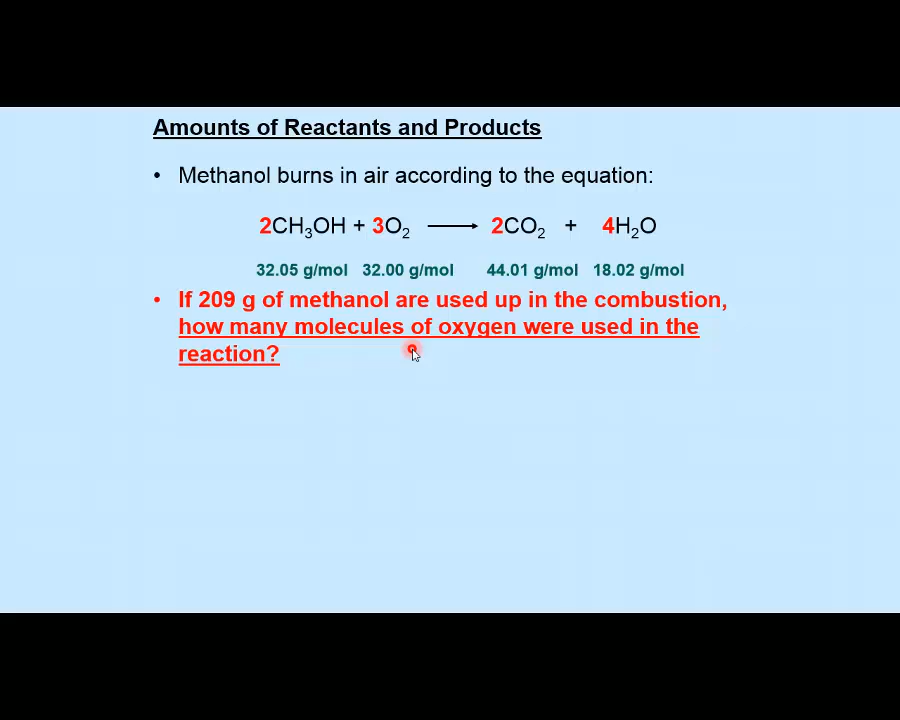 Amounts of Reactants and Products
• Methanol burns in air according to the equation:
2CH₃OH + 3O₂ ⟶ 2CO₂ + 4H₂O
32.05 g/mol 32.00 g/mol 44.01 g/mol 18.02 g/mol
• If 209 g of methanol are used up in the combustion,
how many molecules of oxygen were used in the
reaction?